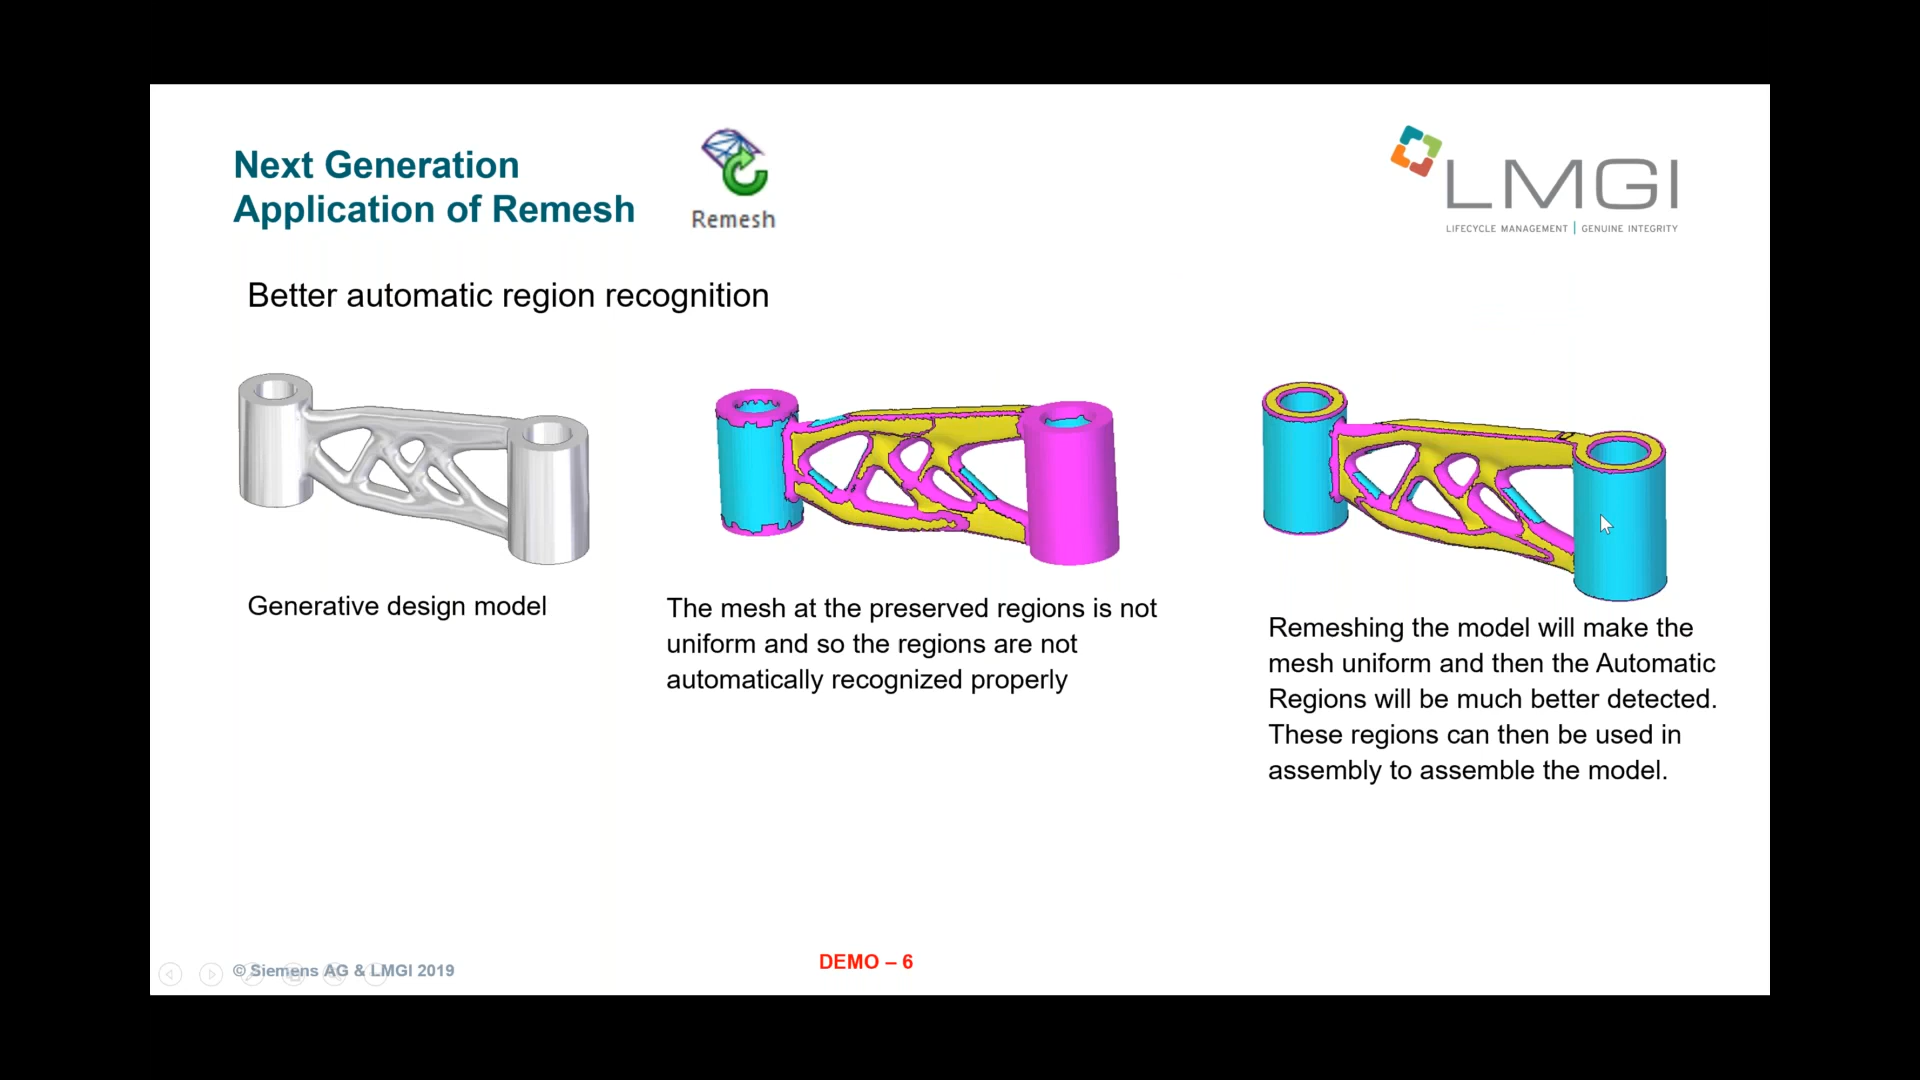 Next Generation
Application of Remesh
Remesh
LMGI
LIFECYCLE MANAGEMENT | GENUINE INTEGRITY
Better automatic region recognition
Generative design model
The mesh at the preserved regions is not
uniform and so the regions are not
automatically recognized properly
Remeshing the model will make the
mesh uniform and then the Automatic
Regions will be much better detected.
These regions can then be used in
assembly to assemble the model.
© Siemens AG & LMGI 2019
DEMO – 6